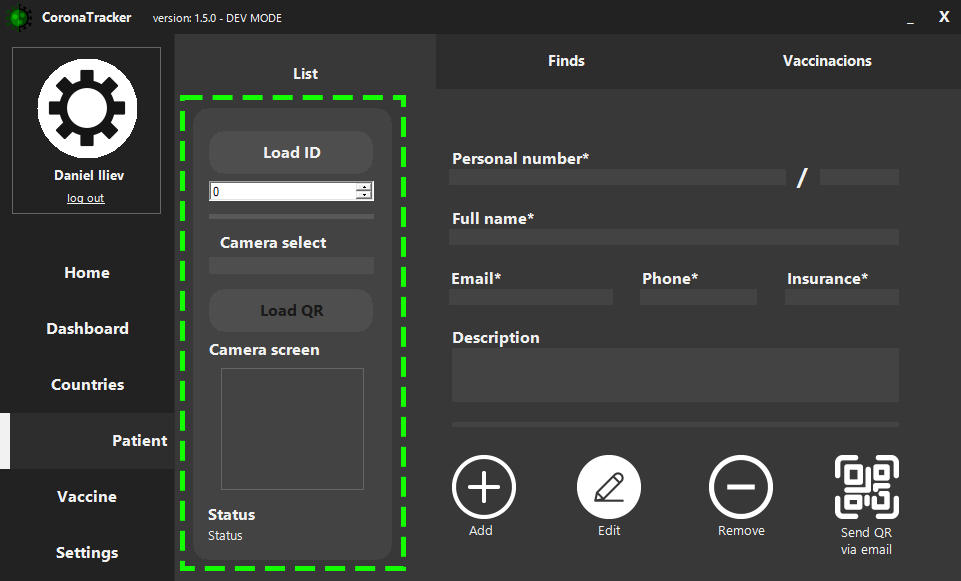 CoronaTracker version: 1.5.0 - DEV MODE _ X
Daniel Iliev
log out
Home
Dashboard
Countries
Patient
Vaccine
Settings
List
Load ID
0
Camera select
Load QR
Camera screen
Status
Status
Finds
Vaccinacions
Personal number*
/
Full name*
Email* Phone* Insurance*
Description
Add
Edit
Remove
Send QR
via email